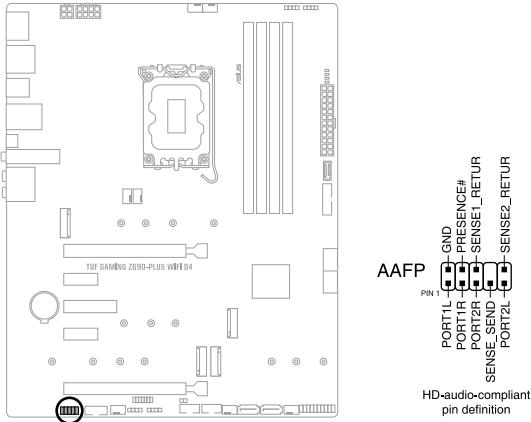 /SUS
TUF GAMING Z690-PLUS WIFI D4
AAFP
PIN 1
GND
PRESENCE#
SENSE1_RETUR
SENSE2_RETUR
PORT1L
PORT1R
PORT2R
SENSE_SEND
PORT2L
HD-audio-compliant
pin definition